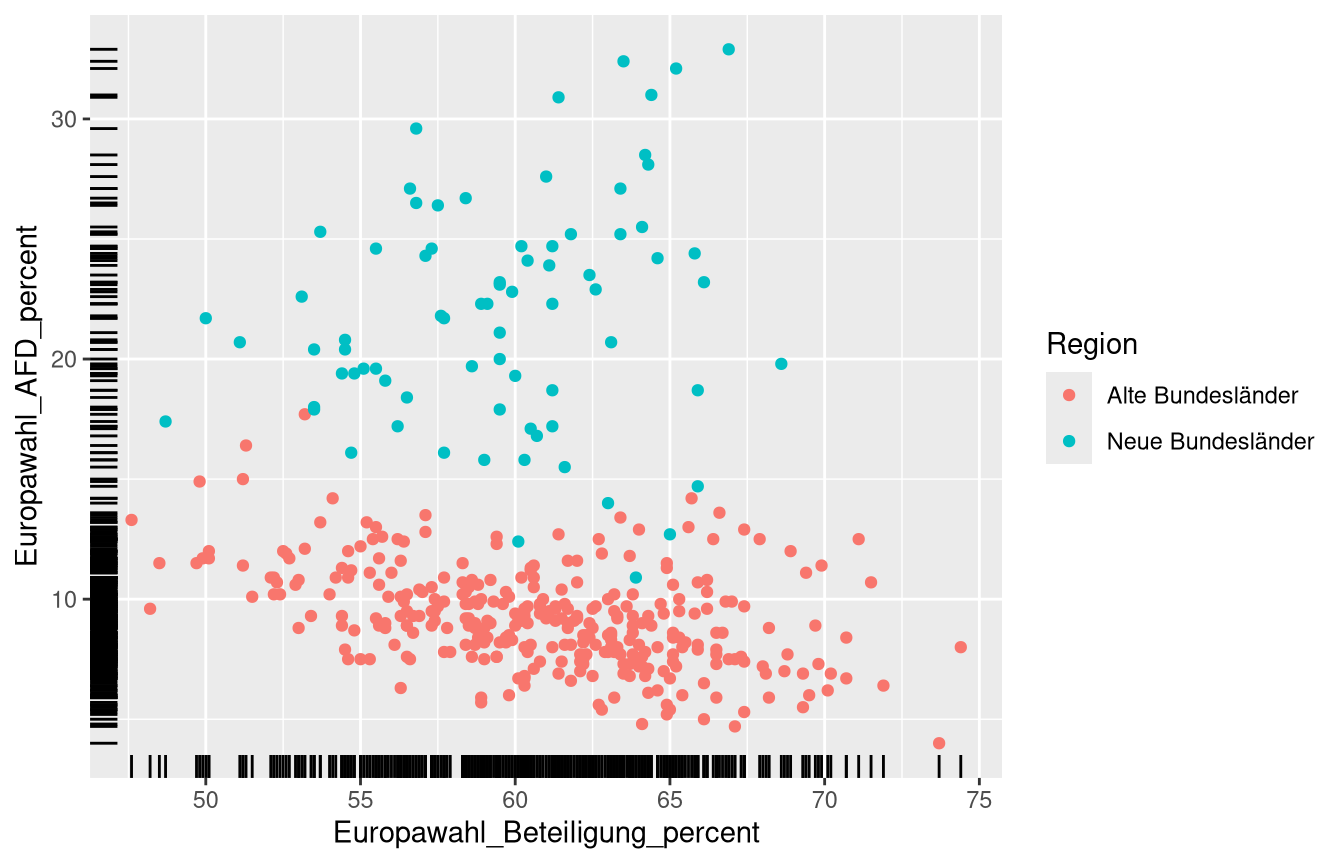 30
20
10
Europawahl_AFD_percent
50
55
60
65
70
75
Europawahl_Beteiligung_percent
Region
Alte Bundesländer
Neue Bundesländer